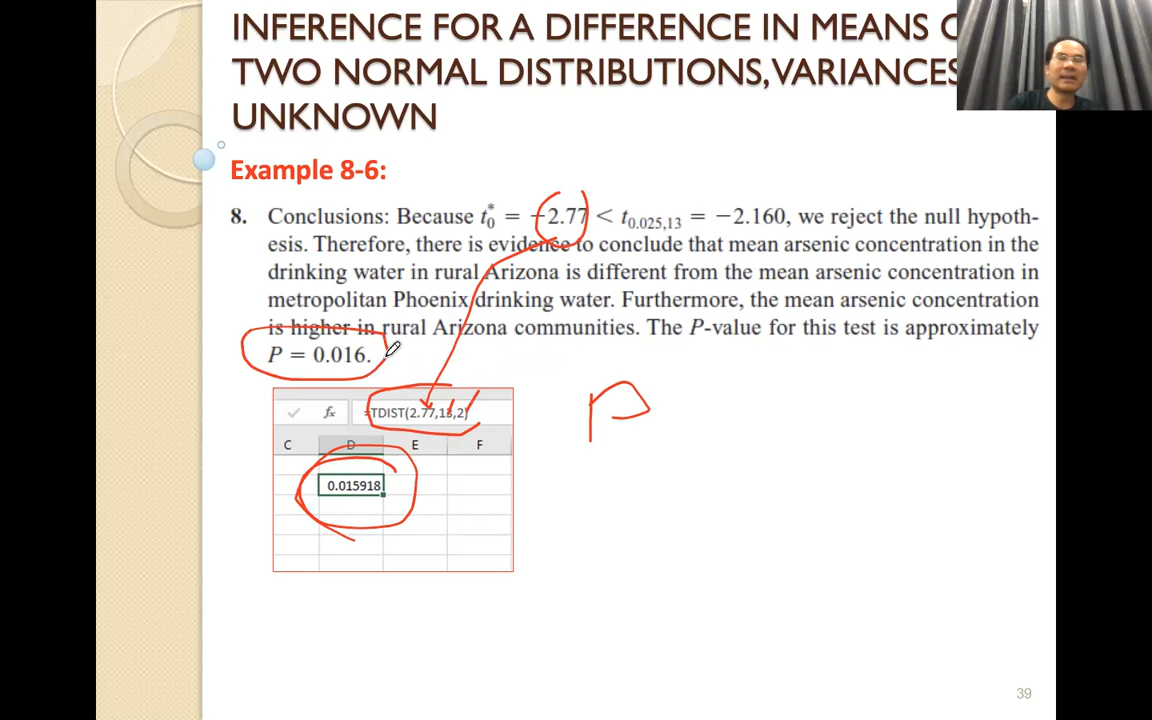 INFERENCE FOR A DIFFERENCE IN MEANS
TWO NORMAL DISTRIBUTIONS, VARIANCES
UNKNOWN
Example 8-6:
8. Conclusions: Because t*0 = −2.77 < t0.025,13 = −2.160, we reject the null hypoth-
esis. Therefore, there is evidence to conclude that mean arsenic concentration in the
drinking water in rural Arizona is different from the mean arsenic concentration in
metropolitan Phoenix drinking water. Furthermore, the mean arsenic concentration
is higher in rural Arizona communities. The P-value for this test is approximately
P = 0.016.
fx =TDIST(2.77,13,2)
C D E F
0.015918
P
39